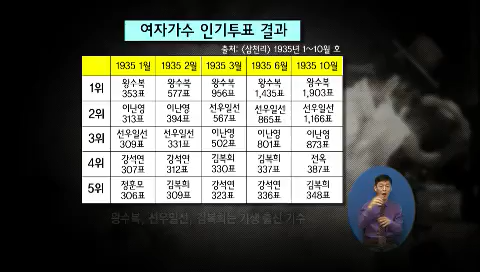 여자가수 인기투표 결과
출처: 〈삼천리〉 1935년 1~10월 호
1935 1월 1935 2월 1935 3월 1935 6월 1935 10월
1위 왕수복 353표 왕수복 577표 왕수복 956표 왕수복 1,435표 왕수복 1,903표
2위 이난영 313표 이난영 394표 선우일선 567표 선우일선 865표 선우일선 1,166표
3위 선우일선 309표 선우일선 331표 이난영 502표 이난영 801표 이난영 873표
4위 강석연 307표 강석연 312표 김복희 330표 김복희 337표 전옥 387표
5위 장훈모 306표 김복희 309표 강석연 323표 강석연 336표 김복희 348표
왕수복, 선우일선, 김복희는 기생 출신 가수